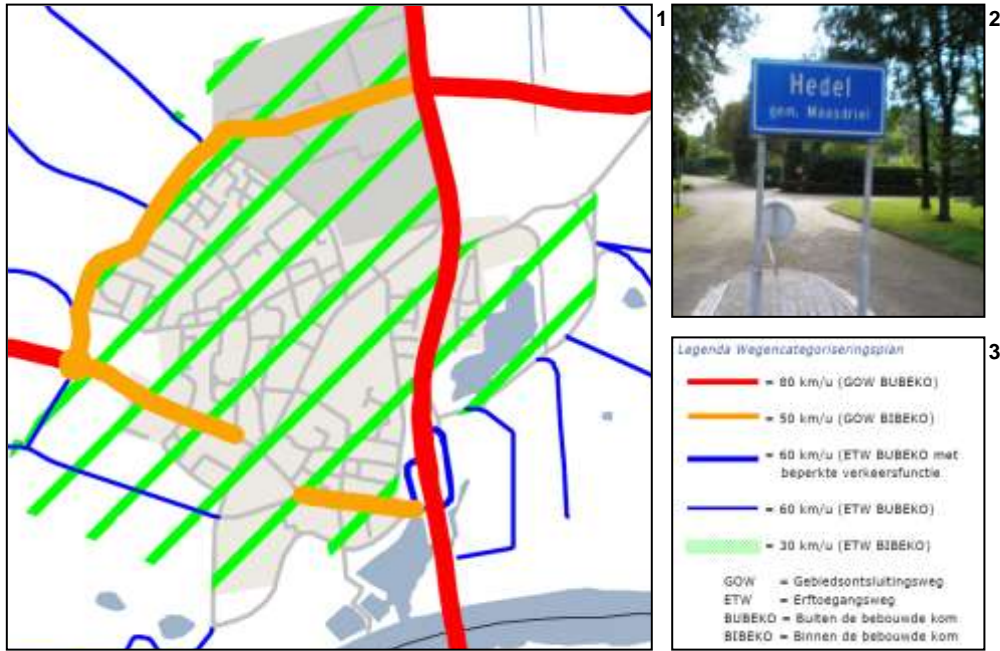 1
2
Hedel
gem. Maasdriel
3
Legenda Wegencategoriseringsplan
= 80 km/u (GOW BUBEKO)
= 50 km/u (GOW BIBEKO)
= 60 km/u (ETW BUBEKO met
beperkte verkeersfunctie
= 60 km/u (ETW BUBEKO)
= 30 km/u (ETW BIBEKO)
GOW = Gebiedsontsluitingsweg
ETW = Erftoegangsweg
BUBEKO = Buiten de bebouwde kom
BIBEKO = Binnen de bebouwde kom